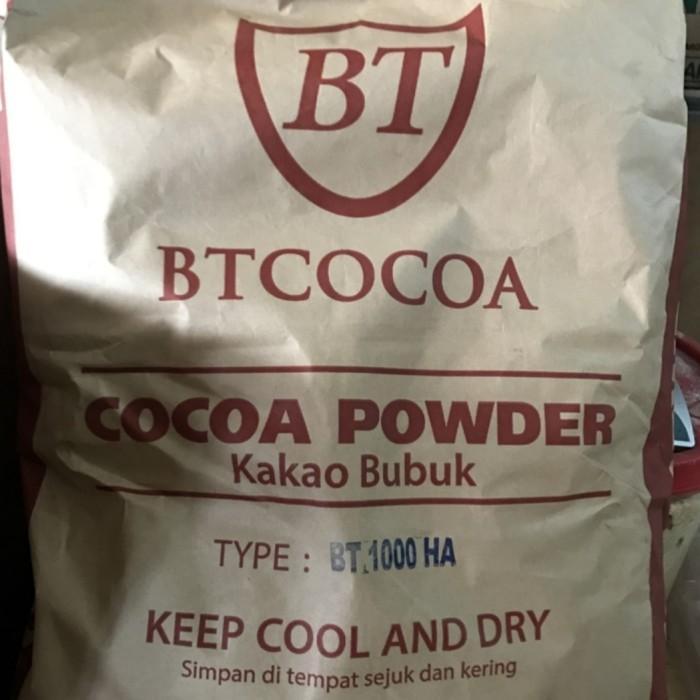 BT
BTCOCOA
COCOA POWDER
Kakao Bubuk
TYPE : BT.1000 HA
KEEP COOL AND DRY
Simpan di tempat sejuk dan kering